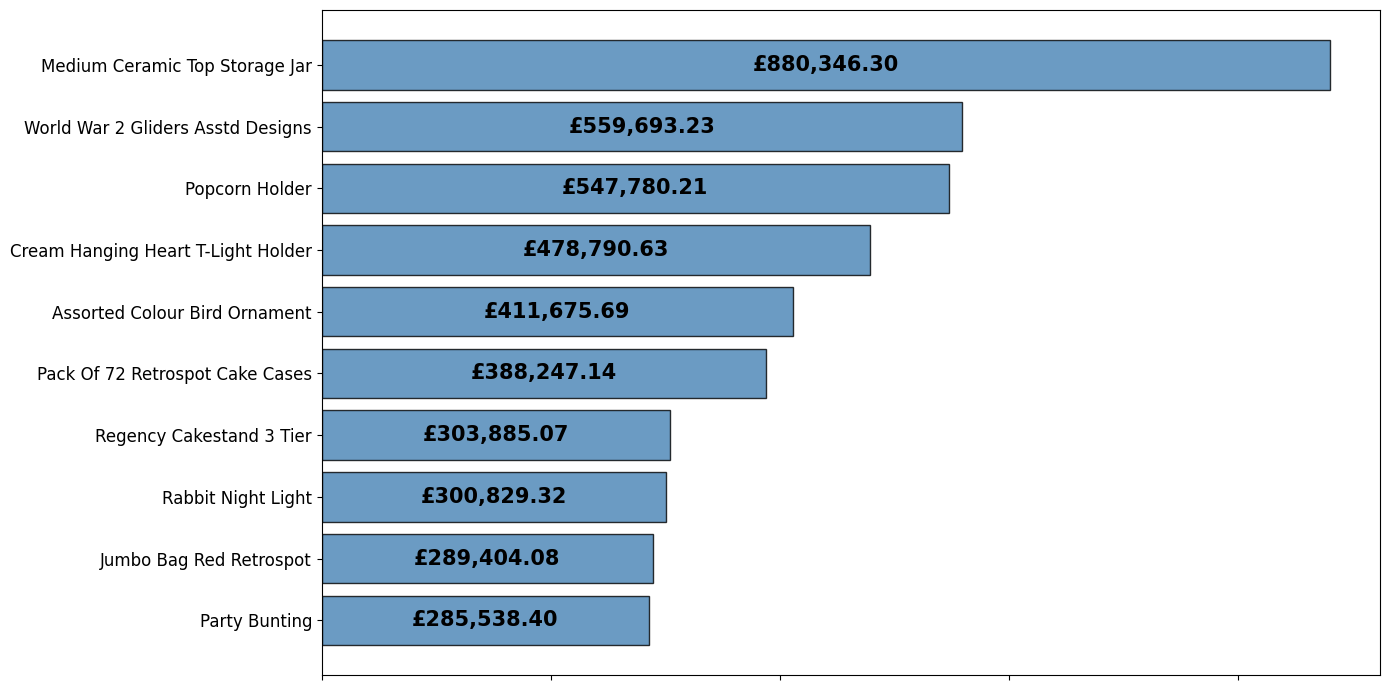 Medium Ceramic Top Storage Jar £880,346.30
World War 2 Gliders Asstd Designs £559,693.23
Popcorn Holder £547,780.21
Cream Hanging Heart T-Light Holder £478,790.63
Assorted Colour Bird Ornament £411,675.69
Pack Of 72 Retrospot Cake Cases £388,247.14
Regency Cakestand 3 Tier £303,885.07
Rabbit Night Light £300,829.32
Jumbo Bag Red Retrospot £289,404.08
Party Bunting £285,538.40